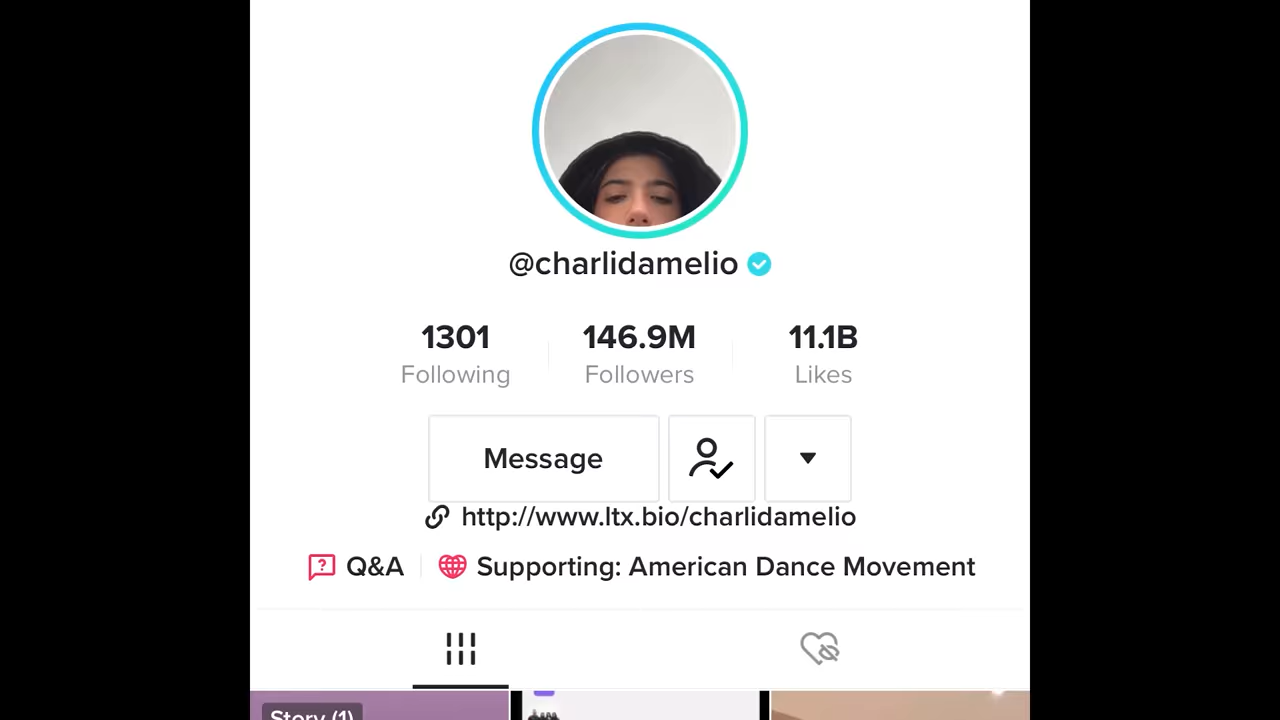 @charlidamelio
1301 146.9M 11.1B
Following Followers Likes
Message
http://www.ltx.bio/charlidamelio
Q&A Supporting: American Dance Movement
Story (1)